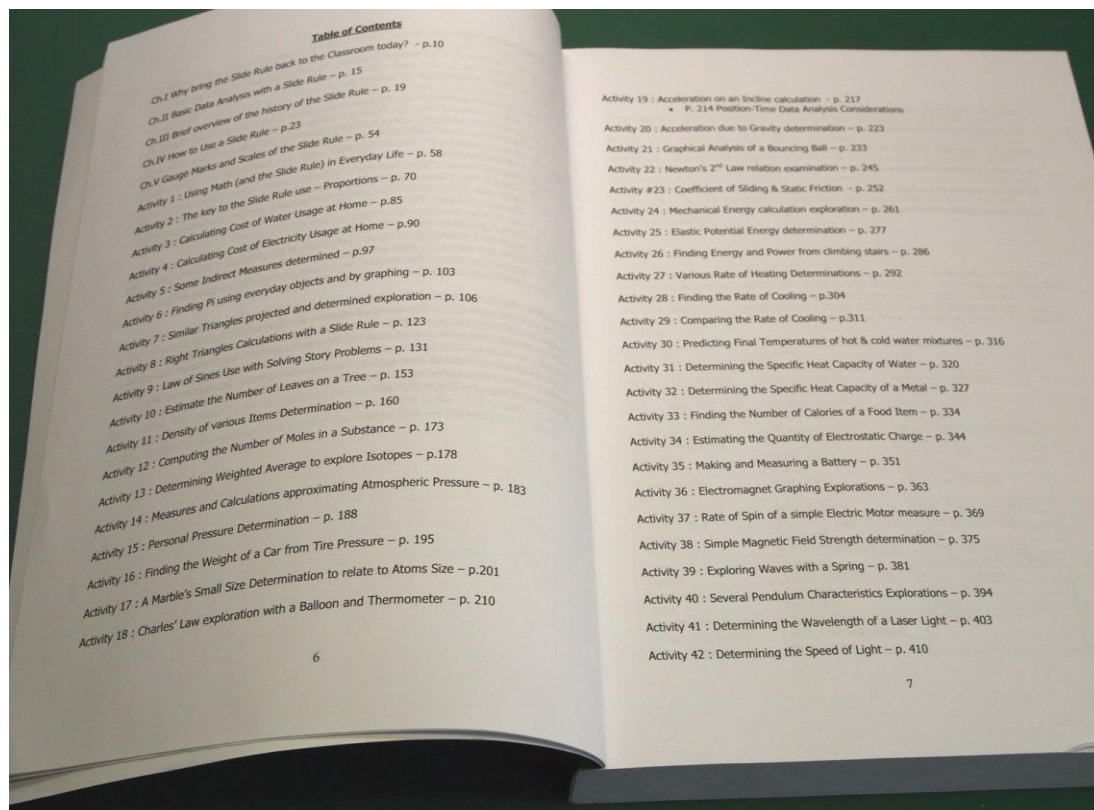 Table of Contents
Ch.I Why bring the Slide Rule back to the Classroom today? - p.10
Ch.II Basic Data Analysis with a Slide Rule – p. 15
Ch.III Brief overview of the history of the Slide Rule – p. 19
Ch.IV How to Use a Slide Rule – p.23
Ch.V Gauge Marks and Scales of the Slide Rule – p. 54
Activity 1 : Using Math (and the Slide Rule) in Everyday Life – p. 58
Activity 2 : The key to the Slide Rule use – Proportions – p. 70
Activity 3 : Calculating Cost of Water Usage at Home – p.85
Activity 4 : Calculating Cost of Electricity Usage at Home – p.90
Activity 5 : Some Indirect Measures determined – p.97
Activity 6 : Finding Pi using everyday objects and by graphing – p. 103
Activity 7 : Similar Triangles projected and determined exploration – p. 106
Activity 8 : Right Triangles Calculations with a Slide Rule – p. 123
Activity 9 : Law of Sines Use with Solving Story Problems – p. 131
Activity 10 : Estimate the Number of Leaves on a Tree – p. 153
Activity 11 : Density of various Items Determination – p. 160
Activity 12 : Computing the Number of Moles in a Substance – p. 173
Activity 13 : Determining Weighted Average to explore Isotopes – p.178
Activity 14 : Measures and Calculations approximating Atmospheric Pressure – p. 183
Activity 15 : Personal Pressure Determination – p. 188
Activity 16 : Finding the Weight of a Car from Tire Pressure – p. 195
Activity 17 : A Marble's Small Size Determination to relate to Atoms Size – p.201
Activity 18 : Charles' Law exploration with a Balloon and Thermometer – p. 210
6
Activity 19 : Acceleration on an Incline calculation - p. 217
• P. 214 Position-Time Data Analysis Considerations
Activity 20 : Acceleration due to Gravity determination – p. 223
Activity 21 : Graphical Analysis of a Bouncing Ball – p. 233
Activity 22 : Newton's 2nd Law relation examination – p. 245
Activity #23 : Coefficient of Sliding & Static Friction - p. 252
Activity 24 : Mechanical Energy calculation exploration – p. 261
Activity 25 : Elastic Potential Energy determination – p. 277
Activity 26 : Finding Energy and Power from climbing stairs – p. 286
Activity 27 : Various Rate of Heating Determinations – p. 292
Activity 28 : Finding the Rate of Cooling – p.304
Activity 29 : Comparing the Rate of Cooling – p.311
Activity 30 : Predicting Final Temperatures of hot & cold water mixtures – p. 316
Activity 31 : Determining the Specific Heat Capacity of Water – p. 320
Activity 32 : Determining the Specific Heat Capacity of a Metal – p. 327
Activity 33 : Finding the Number of Calories of a Food Item – p. 334
Activity 34 : Estimating the Quantity of Electrostatic Charge – p. 344
Activity 35 : Making and Measuring a Battery – p. 351
Activity 36 : Electromagnet Graphing Explorations – p. 363
Activity 37 : Rate of Spin of a simple Electric Motor measure – p. 369
Activity 38 : Simple Magnetic Field Strength determination – p. 375
Activity 39 : Exploring Waves with a Spring – p. 381
Activity 40 : Several Pendulum Characteristics Explorations – p. 394
Activity 41 : Determining the Wavelength of a Laser Light – p. 403
Activity 42 : Determining the Speed of Light – p. 410
7